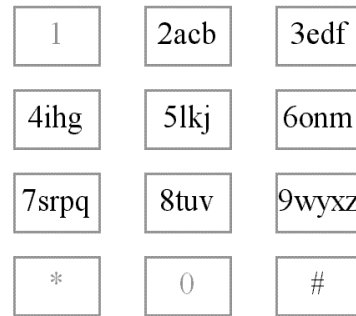 1 2acb 3edf
4ihg 5lkj 6onm
7srpq 8tuv 9wyxz
* 0 #